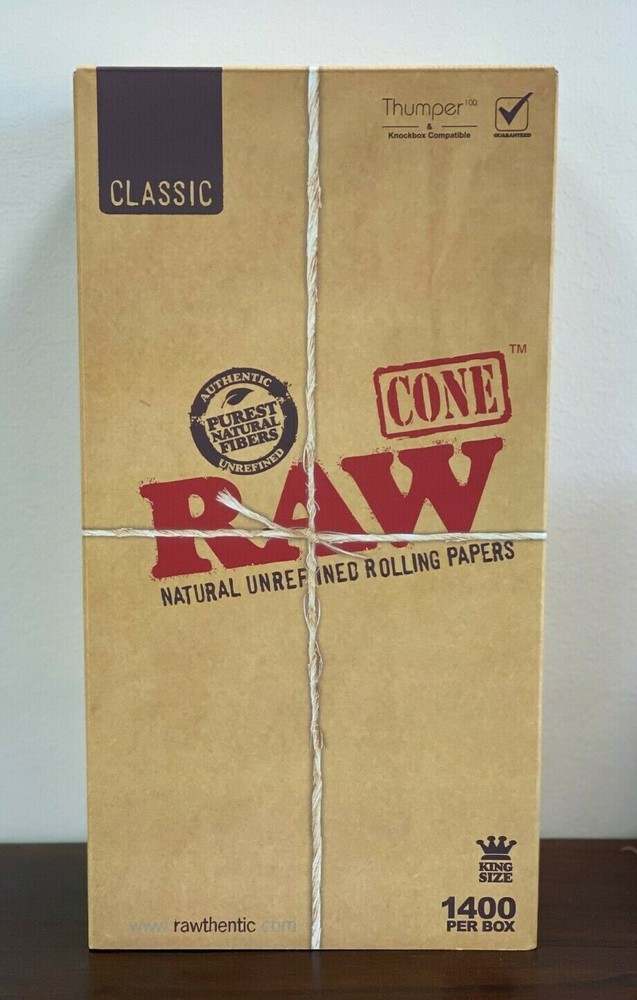 CLASSIC
Thumper100
&
Knockbox Compatible
GUARANTEED
AUTHENTIC
PUREST
NATURAL
FIBERS
UNREFINED
CONE
TM
RAW
NATURAL UNREFINED ROLLING PAPERS
KING
SIZE
1400
PER BOX
www.rawthentic.com